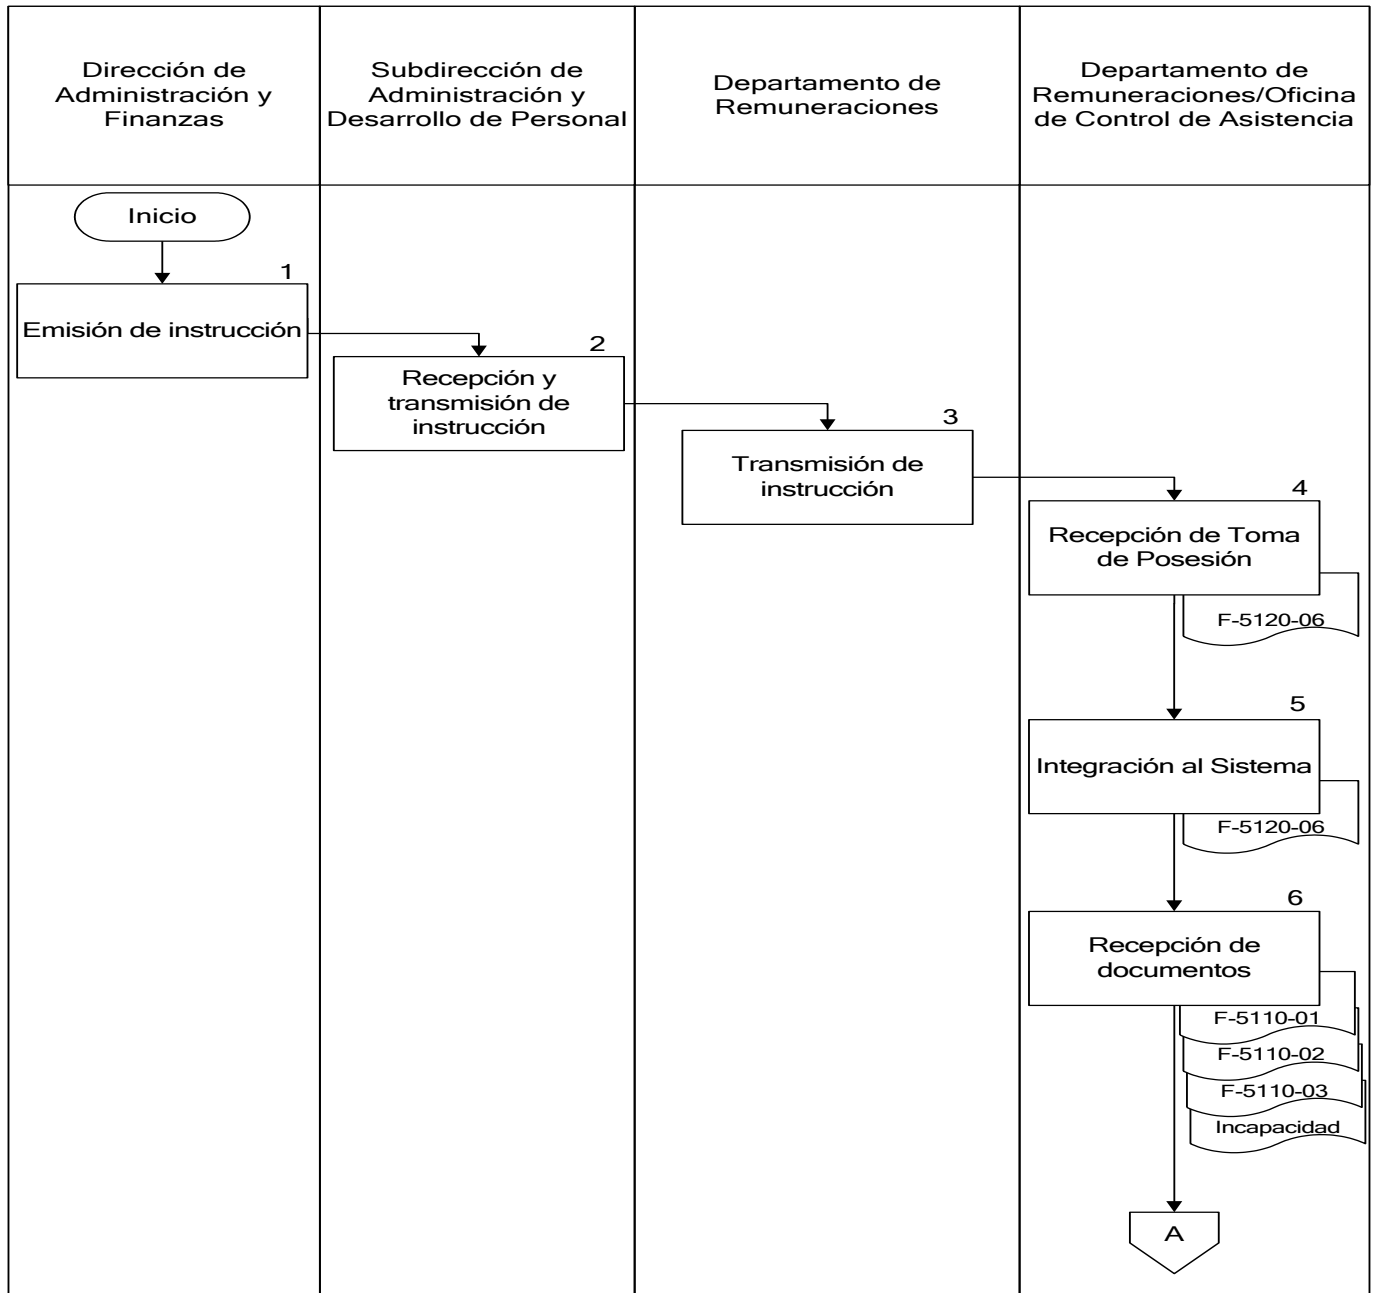 Dirección de
Administración y
Finanzas
Subdirección de
Administración y
Desarrollo de Personal
Departamento de
Remuneraciones
Departamento de
Remuneraciones/Oficina
de Control de Asistencia
Inicio
1
Emisión de instrucción
2
Recepción y
transmisión de
instrucción
3
Transmisión de
instrucción
4
Recepción de Toma
de Posesión
F-5120-06
5
Integración al Sistema
F-5120-06
6
Recepción de
documentos
F-5110-01
F-5110-02
F-5110-03
Incapacidad
A